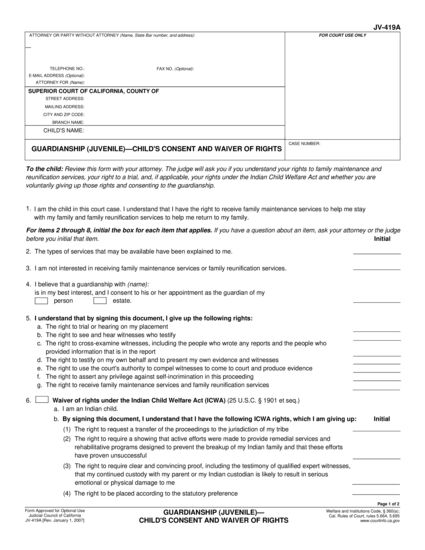 JV-419A
ATTORNEY OR PARTY WITHOUT ATTORNEY (Name, State Bar number, and address):
FOR COURT USE ONLY
TELEPHONE NO.: FAX NO. (Optional):
E-MAIL ADDRESS (Optional):
ATTORNEY FOR (Name):
SUPERIOR COURT OF CALIFORNIA, COUNTY OF
STREET ADDRESS:
MAILING ADDRESS:
CITY AND ZIP CODE:
BRANCH NAME:
CHILD'S NAME:
GUARDIANSHIP (JUVENILE)—CHILD'S CONSENT AND WAIVER OF RIGHTS
CASE NUMBER:
To the child: Review this form with your attorney. The judge will ask if you understand your rights to family maintenance and
reunification services, your right to a trial, and, if applicable, your rights under the Indian Child Welfare Act and whether you are
voluntarily giving up those rights and consenting to the guardianship.
1. I am the child in this court case. I understand that I have the right to receive family maintenance services to help me stay
with my family and family reunification services to help me return to my family.
For items 2 through 8, initial the box for each item that applies. If you have a question about an item, ask your attorney or the judge
before you initial that item. Initial
2. The types of services that may be available have been explained to me.
3. I am not interested in receiving family maintenance services or family reunification services.
4. I believe that a guardianship with (name):
is in my best interest, and I consent to his or her appointment as the guardian of my
person estate.
5. I understand that by signing this document, I give up the following rights:
a. The right to trial or hearing on my placement
b. The right to see and hear witnesses who testify
c. The right to cross-examine witnesses, including the people who wrote any reports and the people who
provided information that is in the report
d. The right to testify on my own behalf and to present my own evidence and witnesses
e. The right to use the court's authority to compel witnesses to come to court and produce evidence
f. The right to assert any privilege against self-incrimination in this proceeding
g. The right to receive family maintenance services and family reunification services
6. Waiver of rights under the Indian Child Welfare Act (ICWA) (25 U.S.C. § 1901 et seq.)
a. I am an Indian child.
b. By signing this document, I understand that I have the following ICWA rights, which I am giving up: Initial
(1) The right to request a transfer of the proceedings to the jurisdiction of my tribe
(2) The right to require a showing that active efforts were made to provide remedial services and
rehabilitative programs designed to prevent the breakup of my Indian family and that these efforts
have proven unsuccessful
(3) The right to require clear and convincing proof, including the testimony of qualified expert witnesses,
that my continued custody with my parent or my Indian custodian is likely to result in serious
emotional or physical damage to me
(4) The right to be placed according to the statutory preference
Page 1 of 2
Form Approved for Optional Use
Judicial Council of California
JV-419A [Rev. January 1, 2007]
GUARDIANSHIP (JUVENILE)—
CHILD'S CONSENT AND WAIVER OF RIGHTS
Welfare and Institutions Code, § 360(a);
Cal. Rules of Court, rules 5.664, 5.695
www.courtinfo.ca.gov